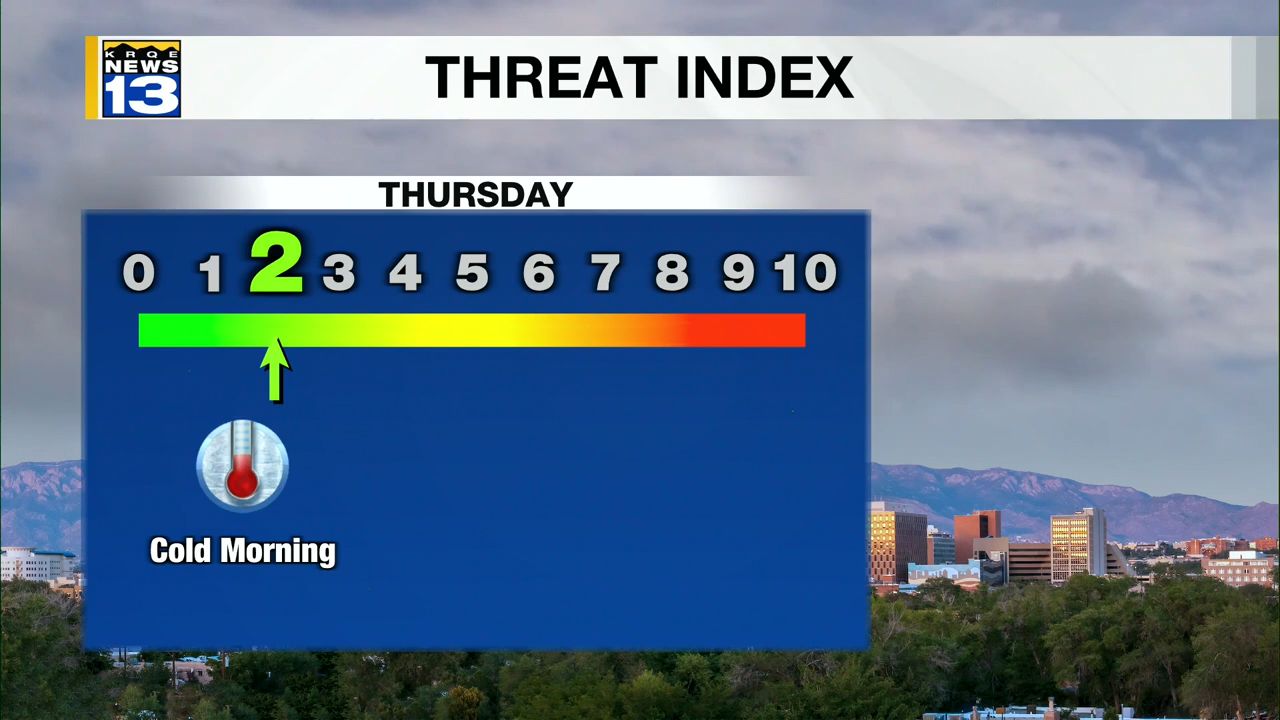 KRQE
NEWS
13
THREAT INDEX
THURSDAY
0 1 2 3 4 5 6 7 8 9 10
Cold Morning